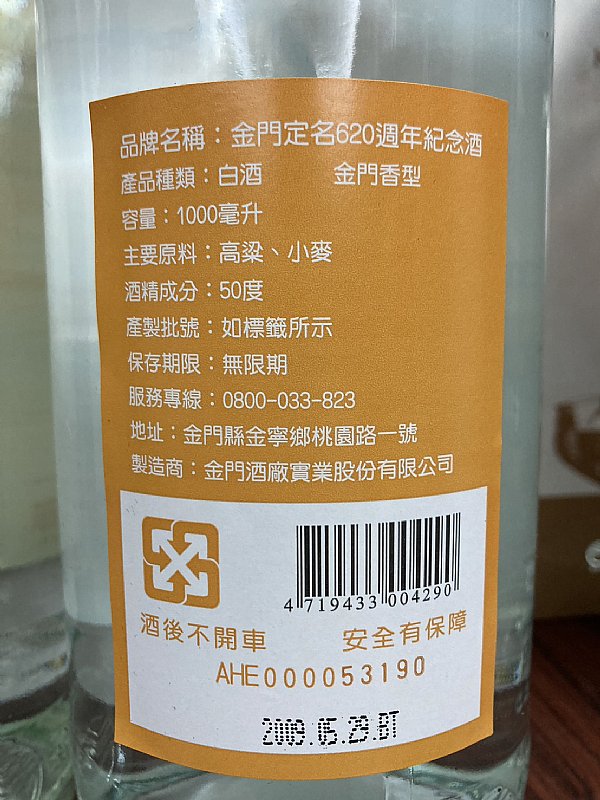 品牌名稱：金門定名620週年紀念酒
產品種類：白酒　　　金門香型
容量：1000毫升
主要原料：高粱、小麥
酒精成分：50度
產製批號：如標籤所示
保存期限：無限期
服務專線：0800-033-823
地址：金門縣金寧鄉桃園路一號
製造商：金門酒廠實業股份有限公司
4 719433 004290
酒後不開車　　　安全有保障
AHE000053190
2009.05.29.BT